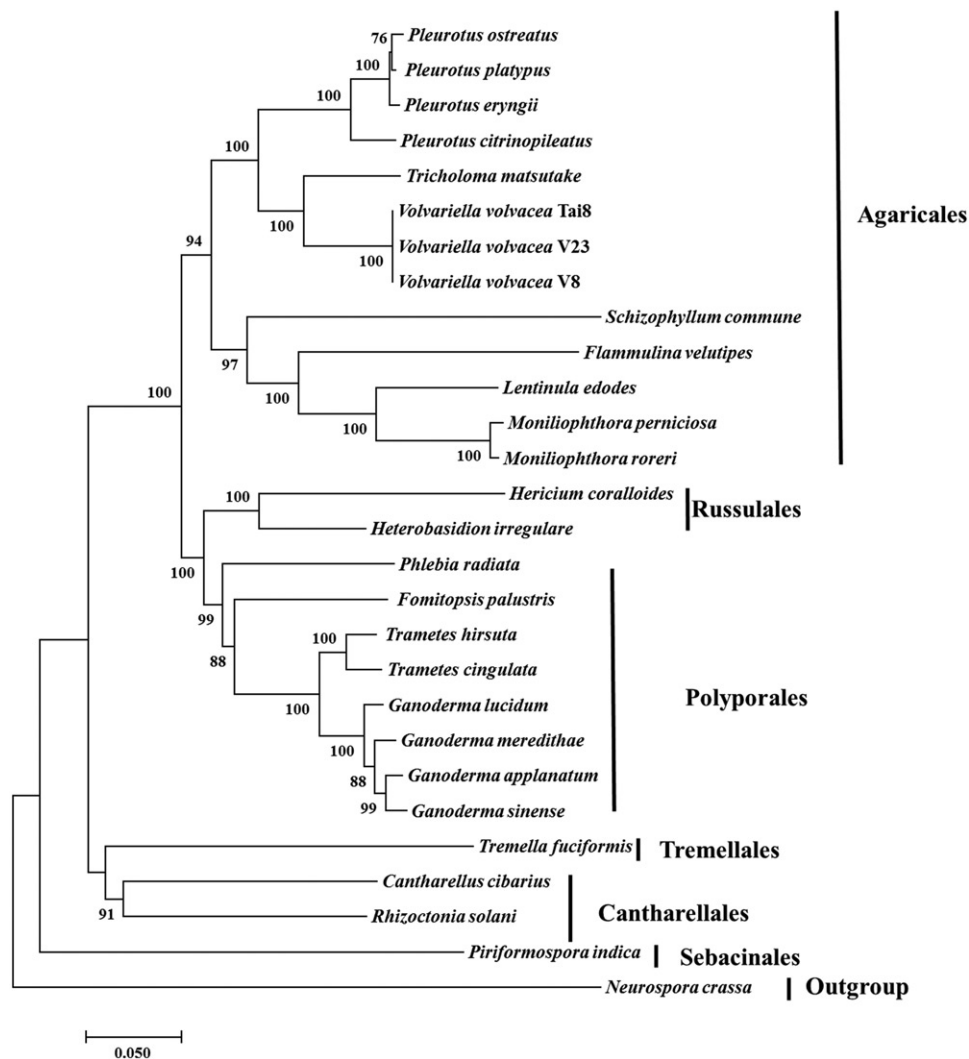 Pleurotus ostreatus
76
Pleurotus platypus
100
Pleurotus eryngii
100
Pleurotus citrinopileatus
100
Tricholoma matsutake
Volvariella volvacea Tai8
100
Agaricales
Volvariella volvacea V23
94
100
Volvariella volvacea V8
Schizophyllum commune
Flammulina velutipes
97
Lentinula edodes
100
100
Moniliophthora perniciosa
100
Moniliophthora roreri
100
Hericium coralloides
100
Russulales
Heterobasidion irregulare
Phlebia radiata
100
Fomitopsis palustris
99
Trametes hirsuta
100
88
Trametes cingulata
Polyporales
Ganoderma lucidum
100
Ganoderma meredithae
100
Ganoderma applanatum
88
Ganoderma sinense
99
Tremella fuciformis
Tremellales
Cantharellus cibarius
Cantharellales
Rhizoctonia solani
91
Piriformospora indica
Sebacinales
Neurospora crassa
Outgroup
0.050